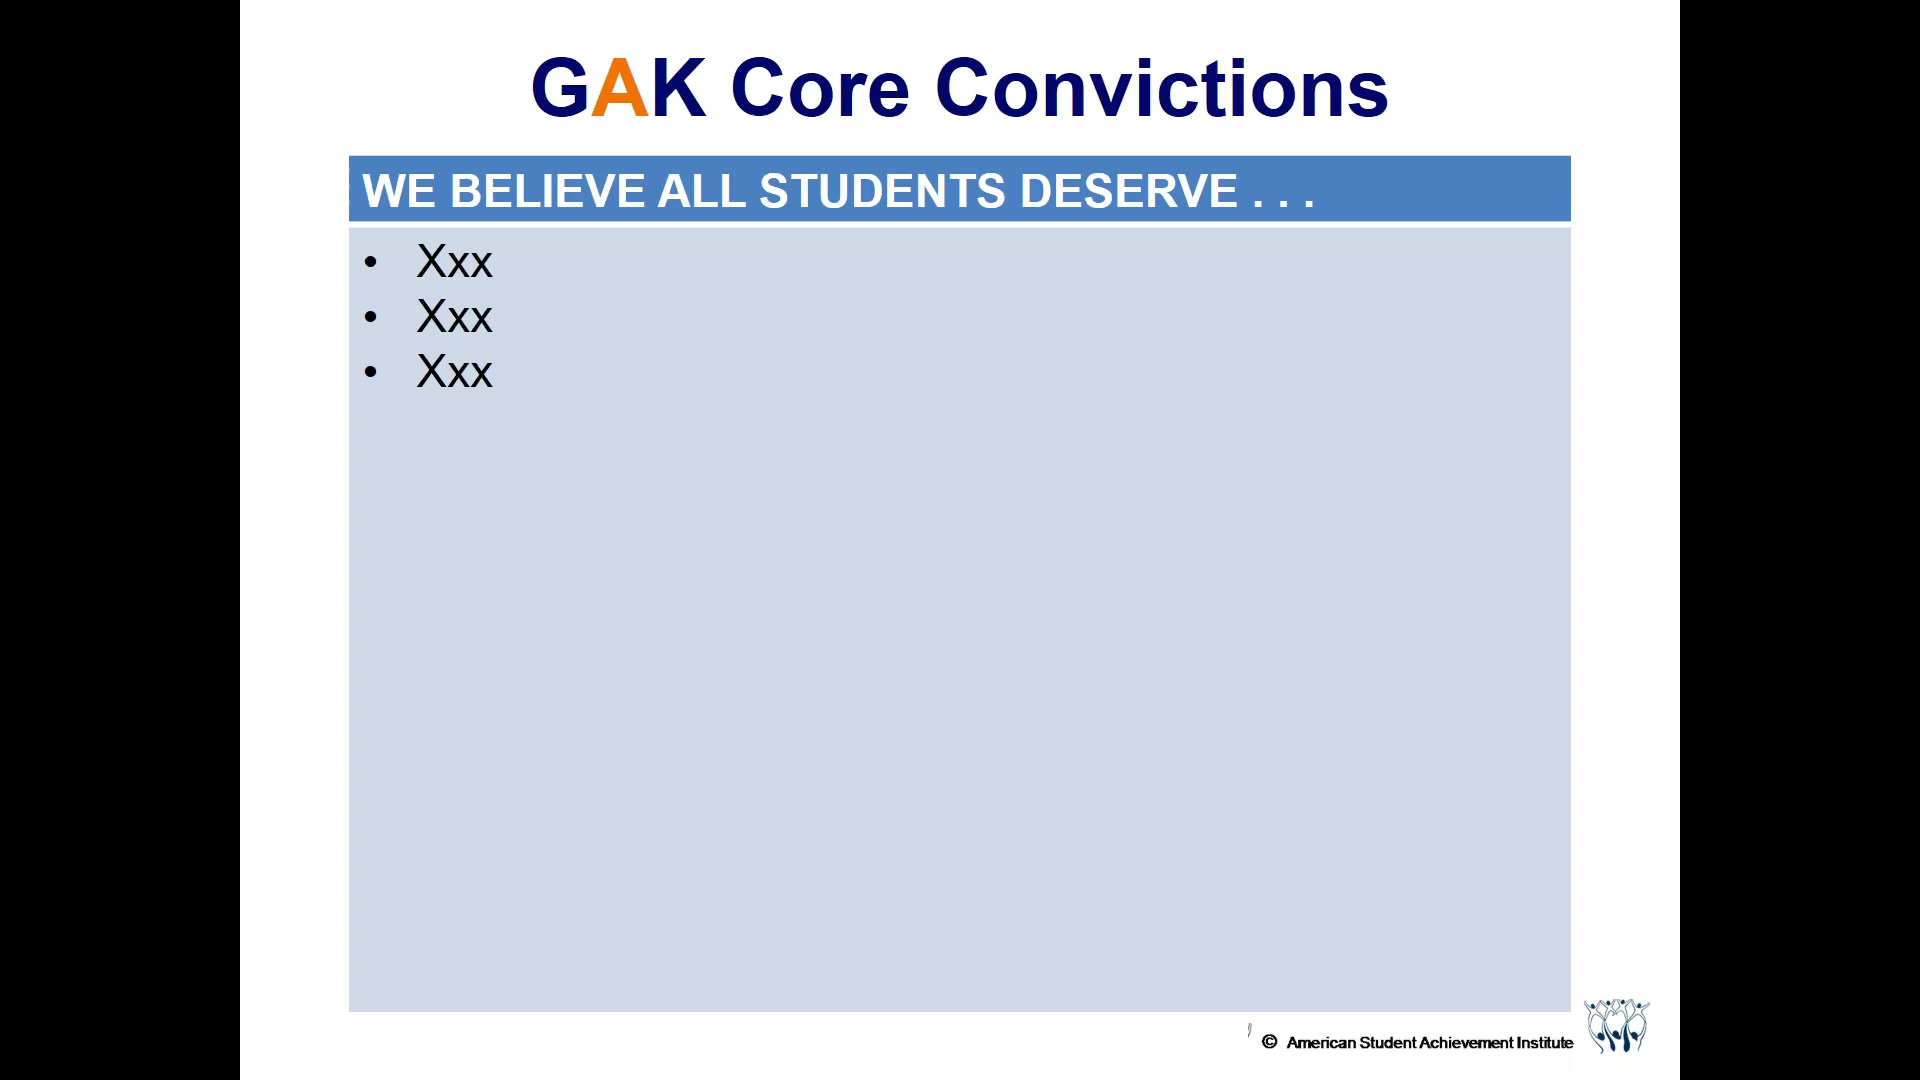 GAK Core Convictions
WE BELIEVE ALL STUDENTS DESERVE . . .
• Xxx
• Xxx
• Xxx
© American Student Achievement Institute